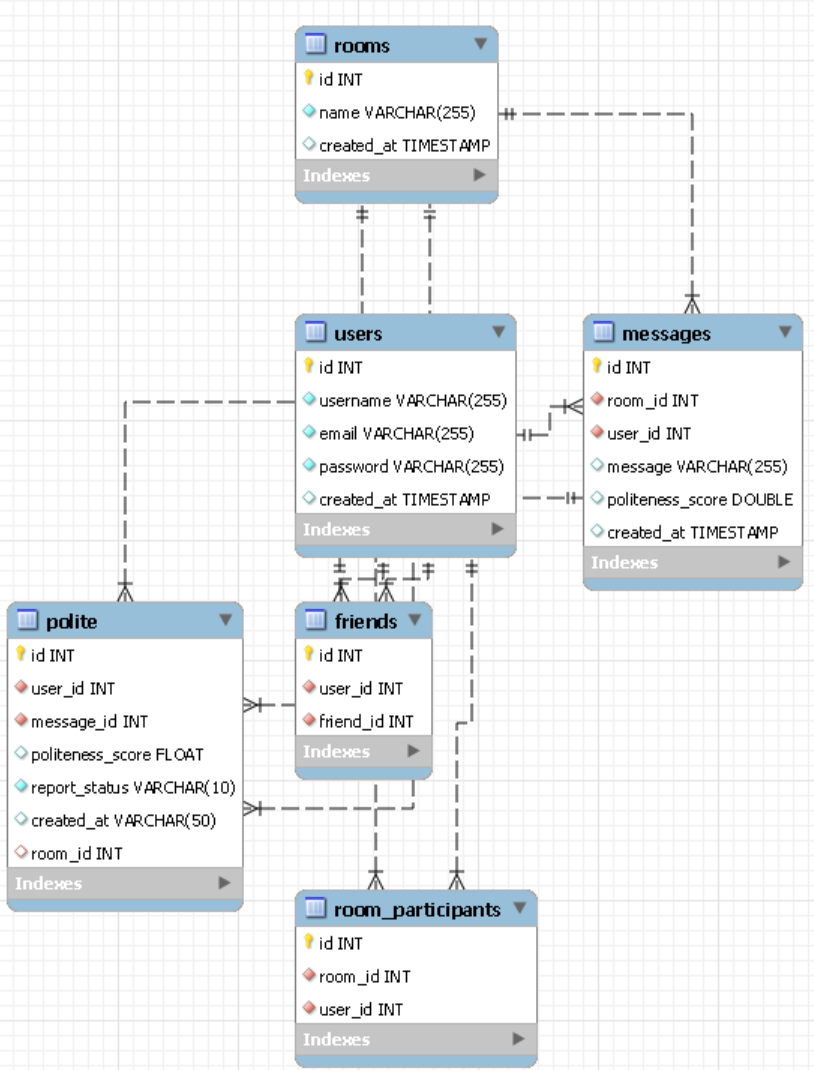 rooms
id INT
name VARCHAR(255)
created_at TIMESTAMP
Indexes
users
id INT
username VARCHAR(255)
email VARCHAR(255)
password VARCHAR(255)
created_at TIMESTAMP
Indexes
messages
id INT
room_id INT
user_id INT
message VARCHAR(255)
politeness_score DOUBLE
created_at TIMESTAMP
Indexes
polite
id INT
user_id INT
message_id INT
politeness_score FLOAT
report_status VARCHAR(10)
created_at VARCHAR(50)
room_id INT
Indexes
friends
id INT
user_id INT
friend_id INT
Indexes
room_participants
id INT
room_id INT
user_id INT
Indexes